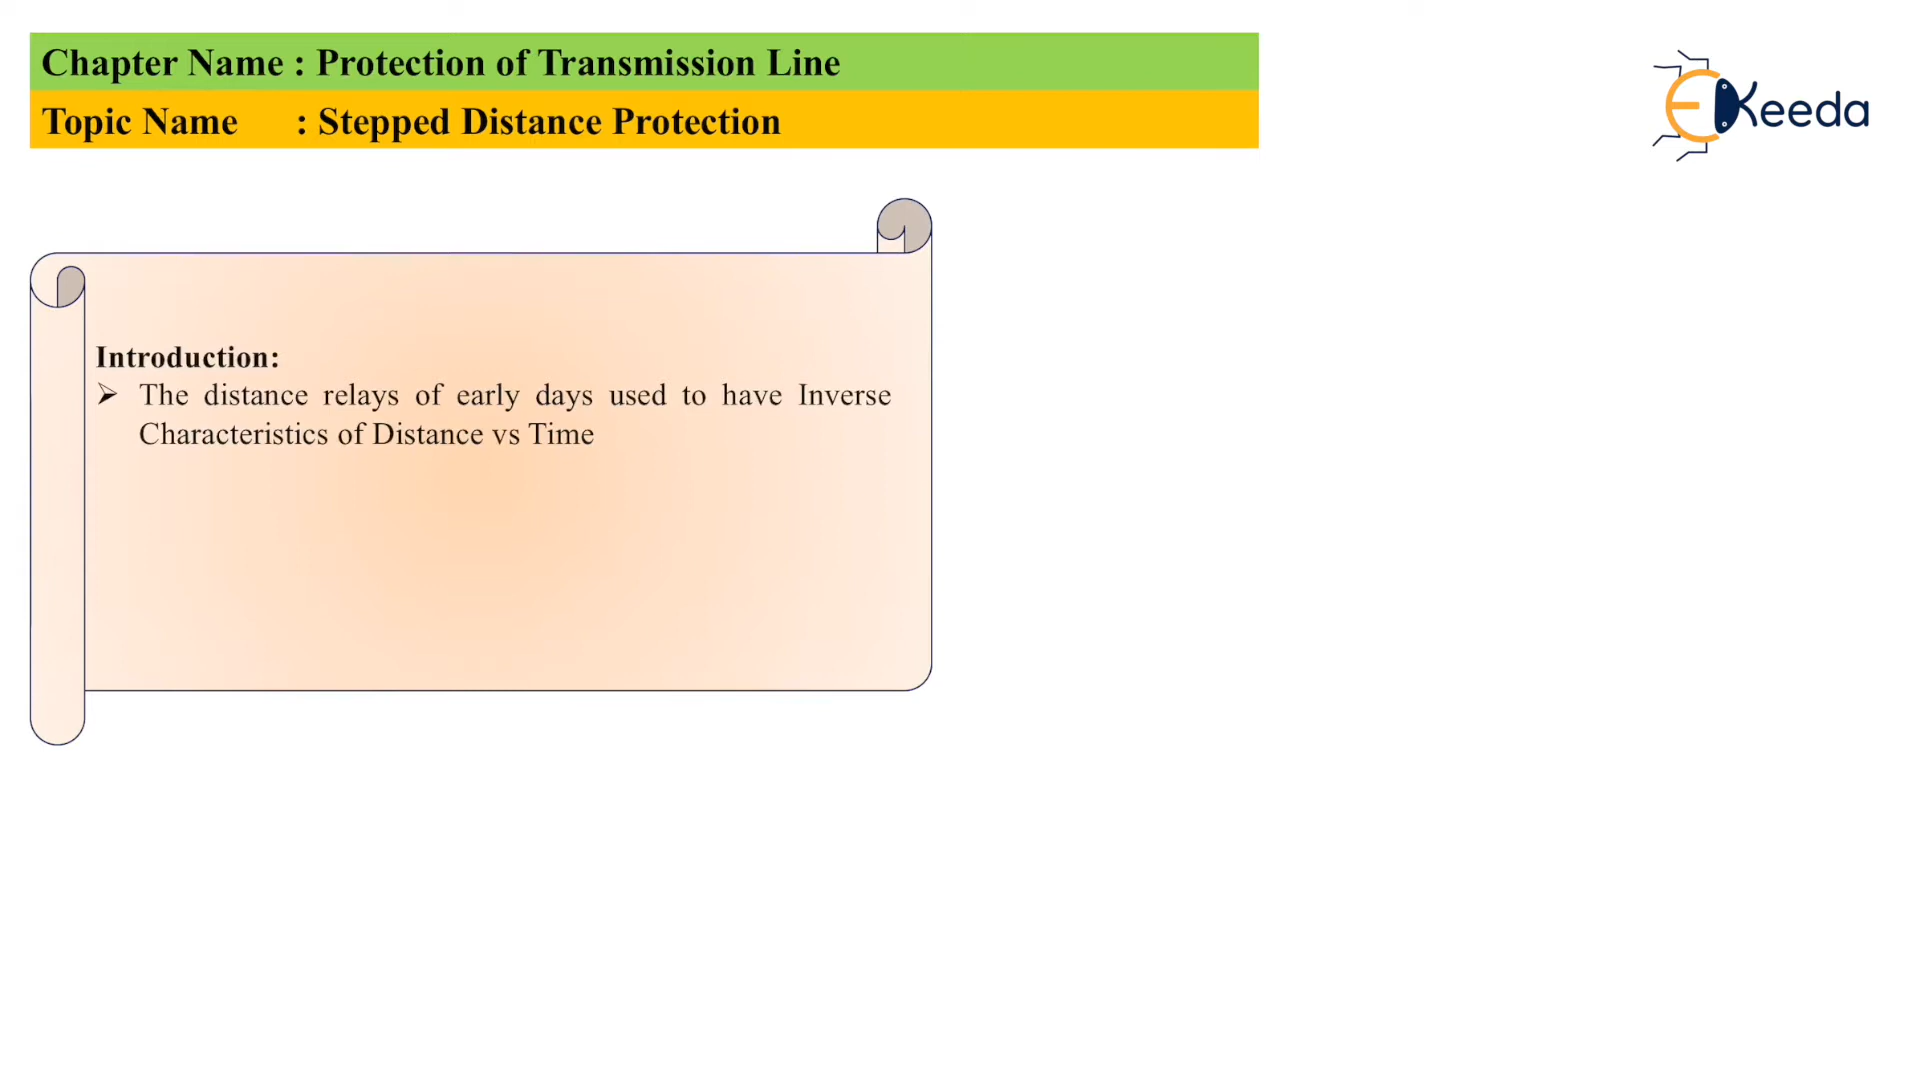 Chapter Name : Protection of Transmission Line
Topic Name : Stepped Distance Protection
EKeeda
Introduction:
➢ The distance relays of early days used to have Inverse
Characteristics of Distance vs Time